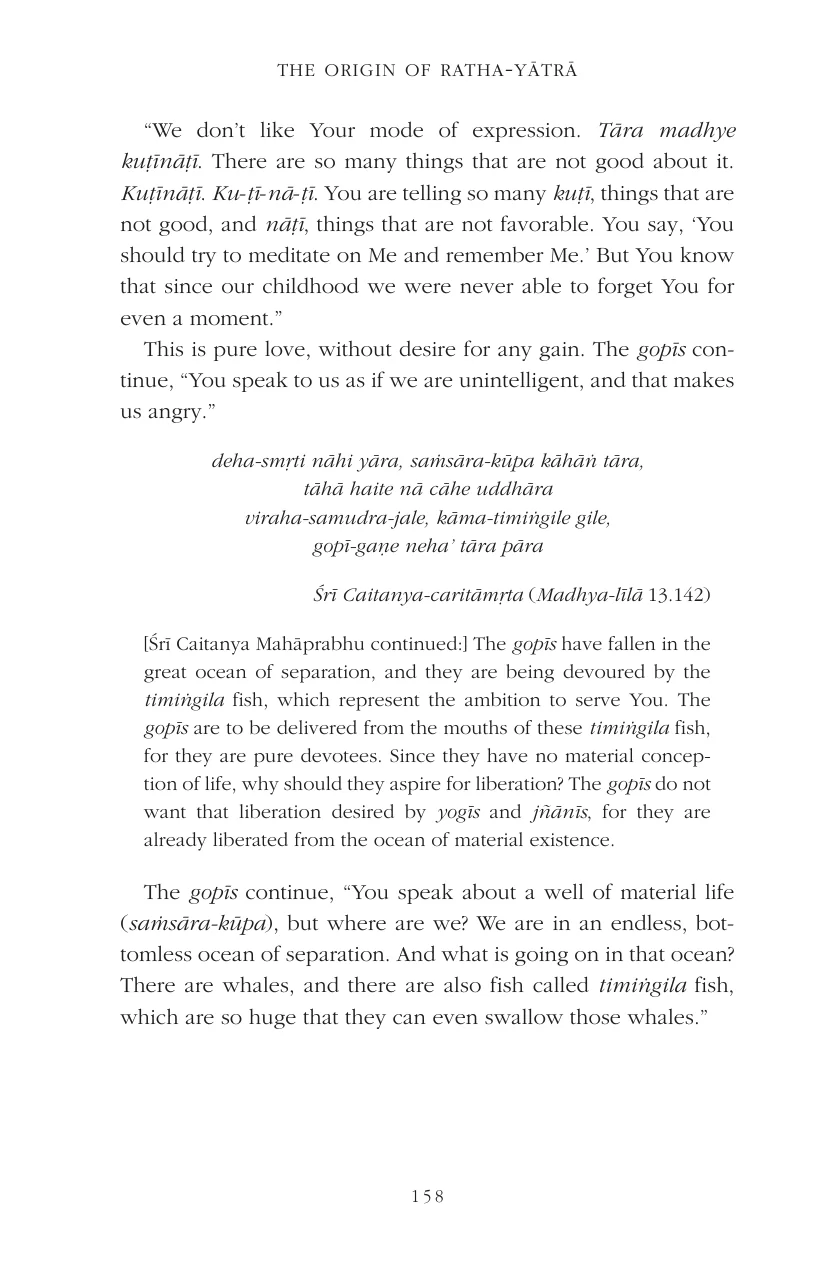 THE ORIGIN OF RATHA-YĀTRĀ
“We don’t like Your mode of expression. Tāra madhye
kuṭīnāṭī. There are so many things that are not good about it.
Kuṭīnāṭī. Ku-ṭī-nā-ṭī. You are telling so many kuṭī, things that are
not good, and nāṭī, things that are not favorable. You say, ‘You
should try to meditate on Me and remember Me.’ But You know
that since our childhood we were never able to forget You for
even a moment.”
This is pure love, without desire for any gain. The gopīs con-
tinue, “You speak to us as if we are unintelligent, and that makes
us angry.”
deha-smṛti nāhi yāra, saṁsāra-kūpa kāhāṅ tāra,
tāhā haite nā cāhe uddhāra
viraha-samudra-jale, kāma-timiṅgile gile,
gopī-gaṇe neha’ tāra pāra
Śrī Caitanya-caritāmṛta (Madhya-līlā 13.142)
[Śrī Caitanya Mahāprabhu continued:] The gopīs have fallen in the
great ocean of separation, and they are being devoured by the
timiṅgila fish, which represent the ambition to serve You. The
gopīs are to be delivered from the mouths of these timiṅgila fish,
for they are pure devotees. Since they have no material concep-
tion of life, why should they aspire for liberation? The gopīs do not
want that liberation desired by yogīs and jñānīs, for they are
already liberated from the ocean of material existence.
The gopīs continue, “You speak about a well of material life
(saṁsāra-kūpa), but where are we? We are in an endless, bot-
tomless ocean of separation. And what is going on in that ocean?
There are whales, and there are also fish called timiṅgila fish,
which are so huge that they can even swallow those whales.”
158